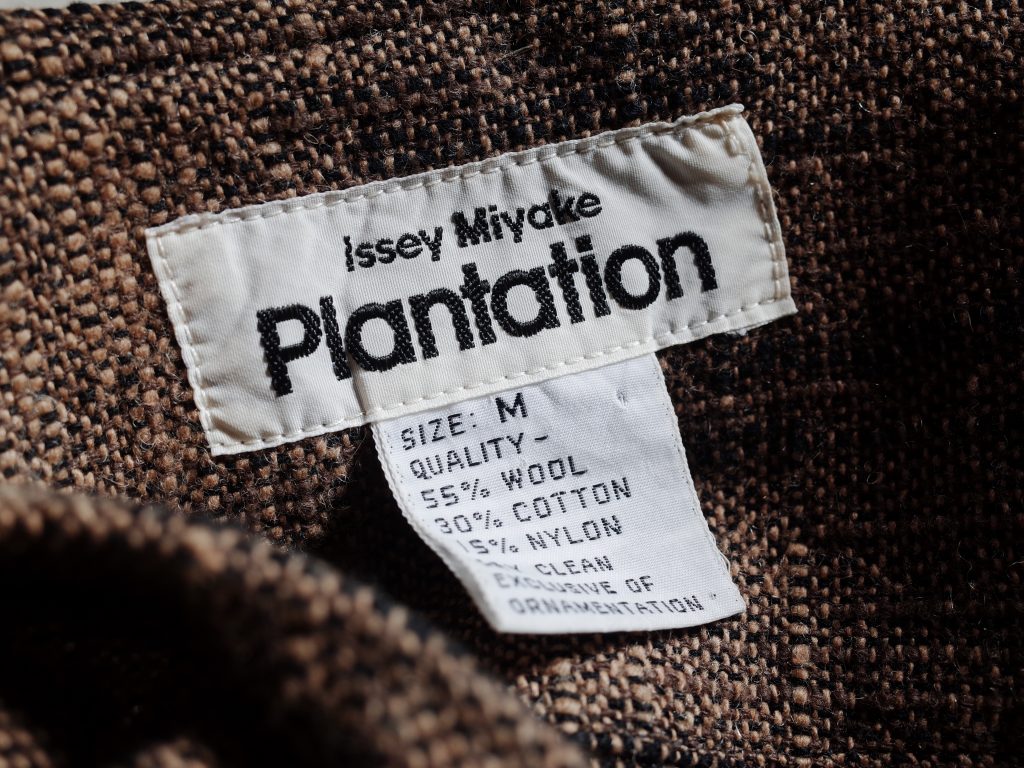 Issey Miyake
Plantation
SIZE: M
QUALITY-
55% WOOL
30% COTTON
15% NYLON
CLEAN
EXCLUSIVE OF
ORNAMENTATION